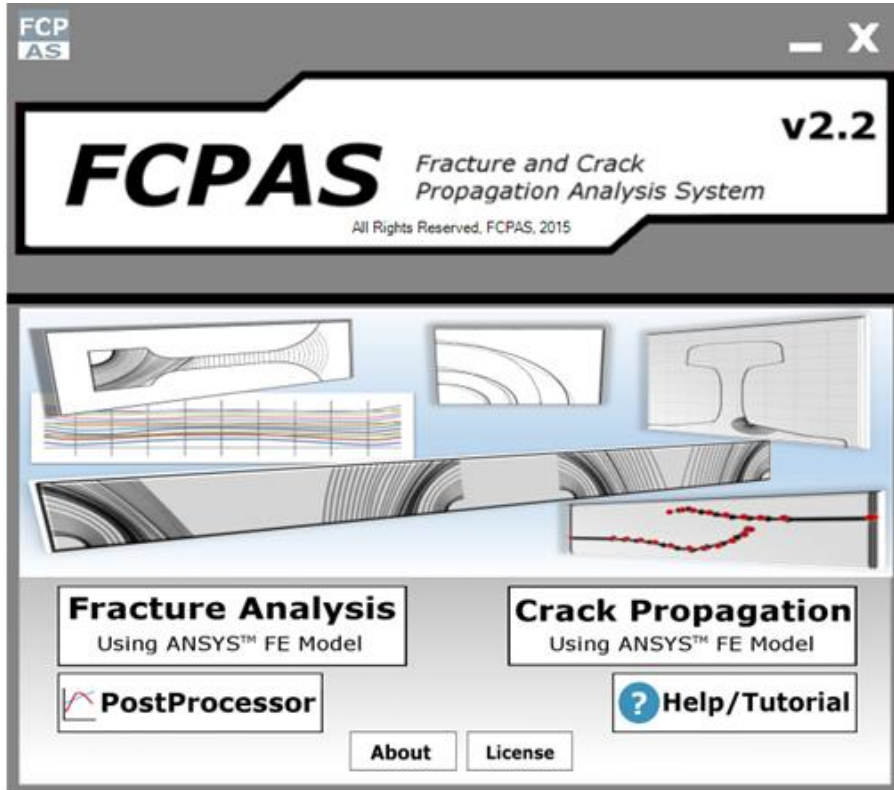 FCP
AS
v2.2
FCPAS
Fracture and Crack
Propagation Analysis System
All Rights Reserved, FCPAS, 2015
Fracture Analysis
Using ANSYS™ FE Model
Crack Propagation
Using ANSYS™ FE Model
PostProcessor
? Help/Tutorial
About
License